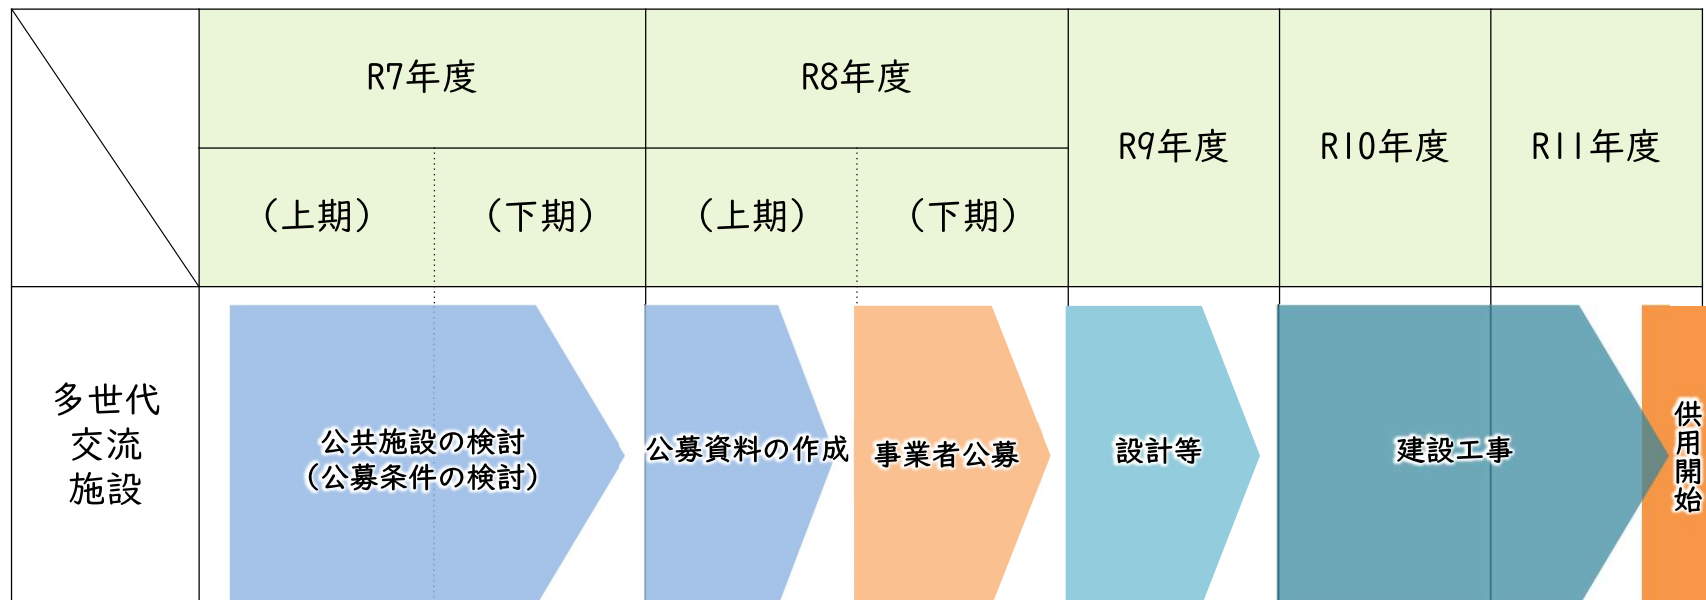 R7年度
R8年度
R9年度
R10年度
R11年度
（上期）
（下期）
（上期）
（下期）
多世代
交流
施設
公共施設の検討
（公募条件の検討）
公募資料の作成
事業者公募
設計等
建設工事
供用開始